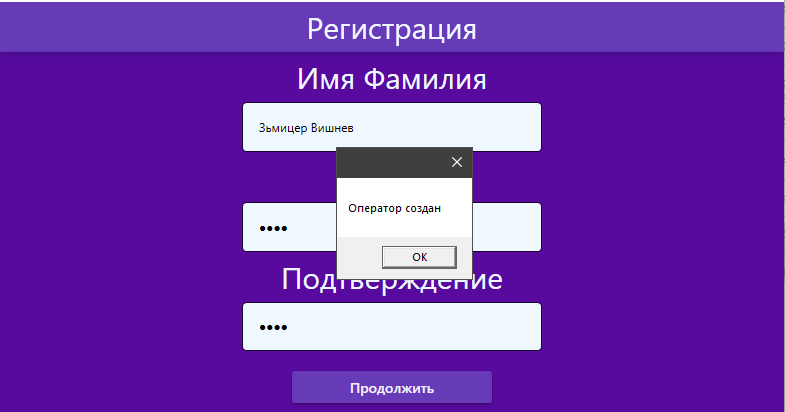 Регистрация
Имя Фамилия
Зьмицер Вишнев
Оператор создан
OK
Подтверждение
Продолжить